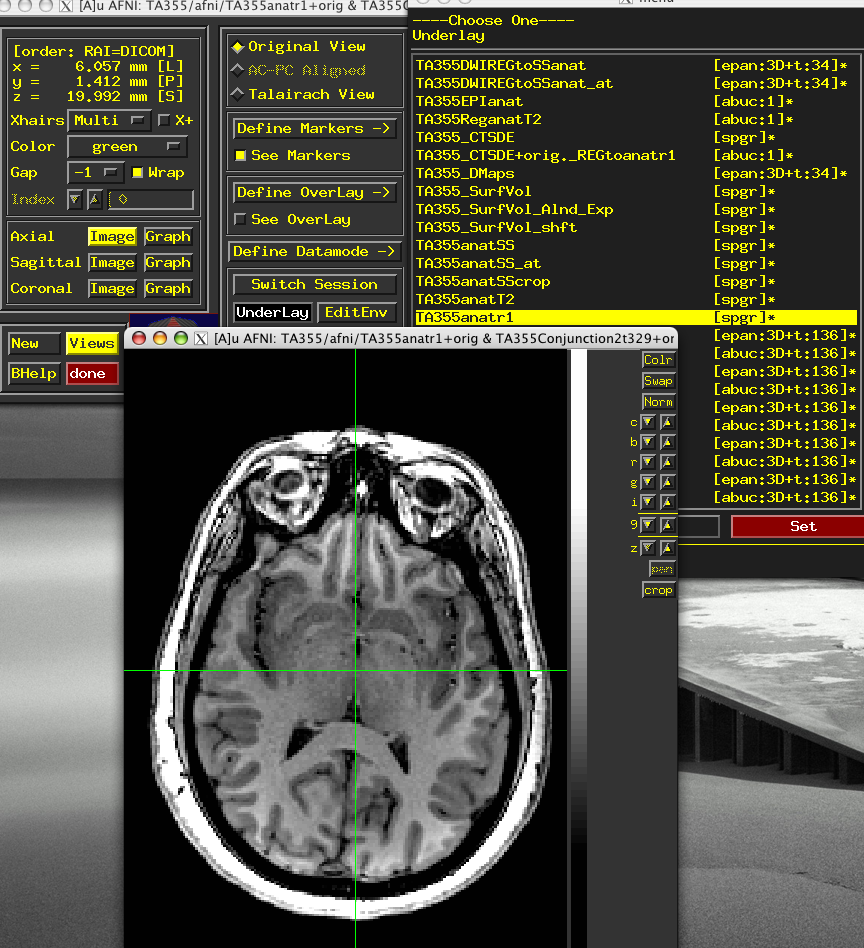 [A]u AFNI: TA355/afni/TA355anatr1+orig & TA355C
menu
[order: RAI=DICOM]
x = 6.057 mm [L]
y = 1.412 mm [P]
z = 19.992 mm [S]
Xhairs Multi X+
Color green
Gap -1 Wrap
Index 0
Axial Image Graph
Sagittal Image Graph
Coronal Image Graph
New Views
BHelp done
Original View
AC-PC Aligned
Talairach View
Define Markers ->
See Markers
Define OverLay ->
See OverLay
Define Datamode ->
Switch Session
UnderLay EditEnv
----Choose One----
Underlay
TA355DWIREGtoSSanat [epan:3D+t:34]*
TA355DWIREGtoSSanat_at [epan:3D+t:34]*
TA355EPIanat [abuc:1]*
TA355ReganatT2 [abuc:1]*
TA355_CTSDE [spgr]*
TA355_CTSDE+orig._REGtoanatr1 [abuc:1]*
TA355_DMaps [epan:3D+t:34]*
TA355_SurfVol [spgr]*
TA355_SurfVol_Alnd_Exp [spgr]*
TA355_SurfVol_shft [spgr]*
TA355anatSS [spgr]*
TA355anatSS_at [spgr]*
TA355anatSScrop [spgr]*
TA355anatT2 [spgr]*
TA355anatr1 [spgr]*
[epan:3D+t:136]*
[abuc:3D+t:136]*
[epan:3D+t:136]*
[abuc:3D+t:136]*
[epan:3D+t:136]*
[abuc:3D+t:136]*
[epan:3D+t:136]*
[abuc:3D+t:136]*
[epan:3D+t:136]*
[abuc:3D+t:136]*
Set
[A]u AFNI: TA355/afni/TA355anatr1+orig & TA355Conjunction2t329+or
Colr
Swap
Norm
c
b
r
g
i
9
z
pan
crop